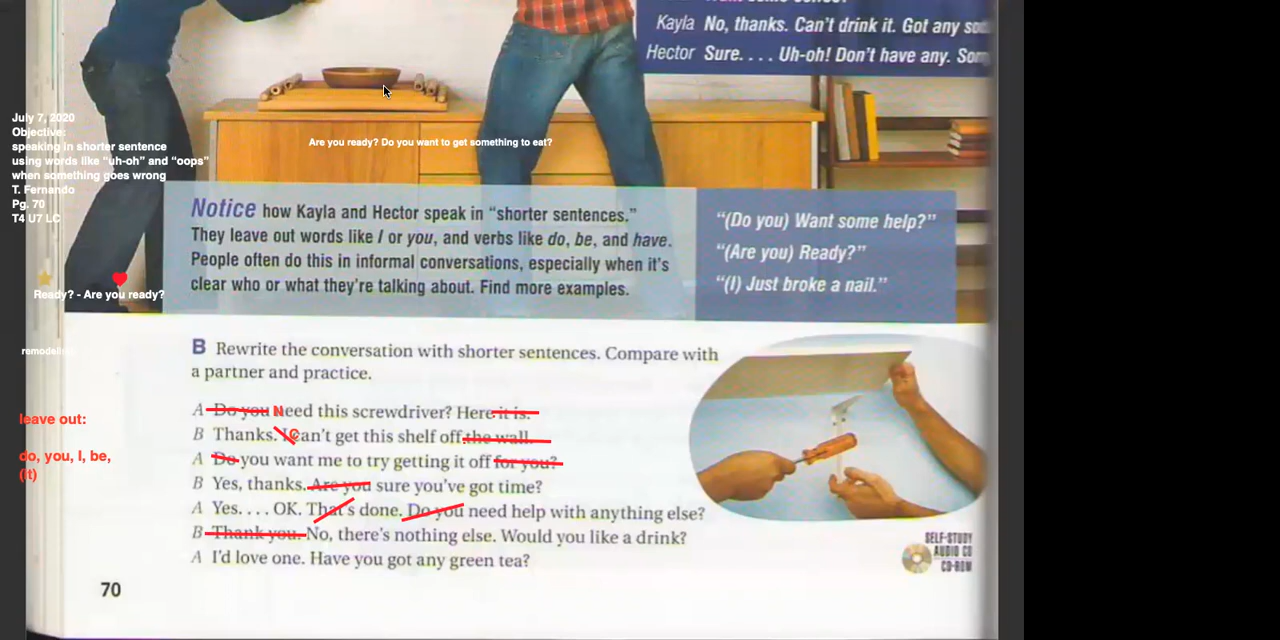 Kayla No, thanks. Can't drink it. Got any
Hector Sure. . . . Uh-oh! Don't have any.
July 7, 2020
Objective:
speaking in shorter sentence
using words like "uh-oh" and "oops"
when something goes wrong
T. Fernando
Pg. 70
T4 U7 LC
Are you ready? Do you want to get something to eat?
Ready? - Are you ready?
Notice how Kayla and Hector speak in "shorter sentences."
They leave out words like I or you, and verbs like do, be, and have.
People often do this in informal conversations, especially when it's
clear who or what they're talking about. Find more examples.
"(Do you) Want some help?"
"(Are you) Ready?"
"(I) Just broke a nail."
B Rewrite the conversation with shorter sentences. Compare with
a partner and practice.
leave out:
do, you, I, be,
(it)
A Do you Need this screwdriver? Here it is.
B Thanks. I Can't get this shelf off the wall.
A Do you want me to try getting it off for you?
B Yes, thanks. Are you sure you've got time?
A Yes. . . . OK. That's done. Do you need help with anything else?
B Thank you. No, there's nothing else. Would you like a drink?
A I'd love one. Have you got any green tea?
SELF-STUDY
AUDIO CD
CD-ROM
70